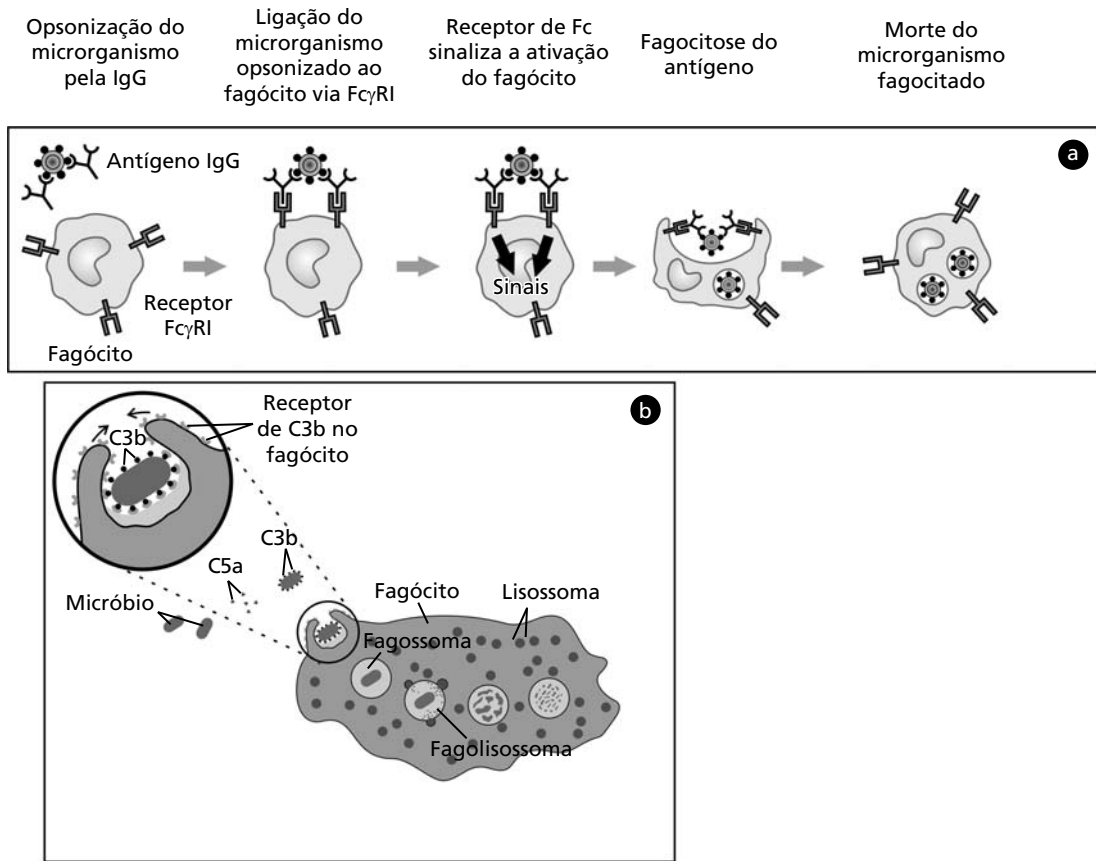 Opsonização do
microrganismo
pela IgG
Ligação do
microrganismo
opsonizado ao
fagócito via FcγRI
Receptor de Fc
sinaliza a ativação
do fagócito
Fagocitose do
antígeno
Morte do
microrganismo
fagocitado
a
Antígeno IgG
Sinais
Receptor
FcγRI
Fagócito
b
Receptor
de C3b no
fagócito
C3b
C3b
C5a
Micróbio
Fagócito
Lisossoma
Fagossoma
Fagolisossoma